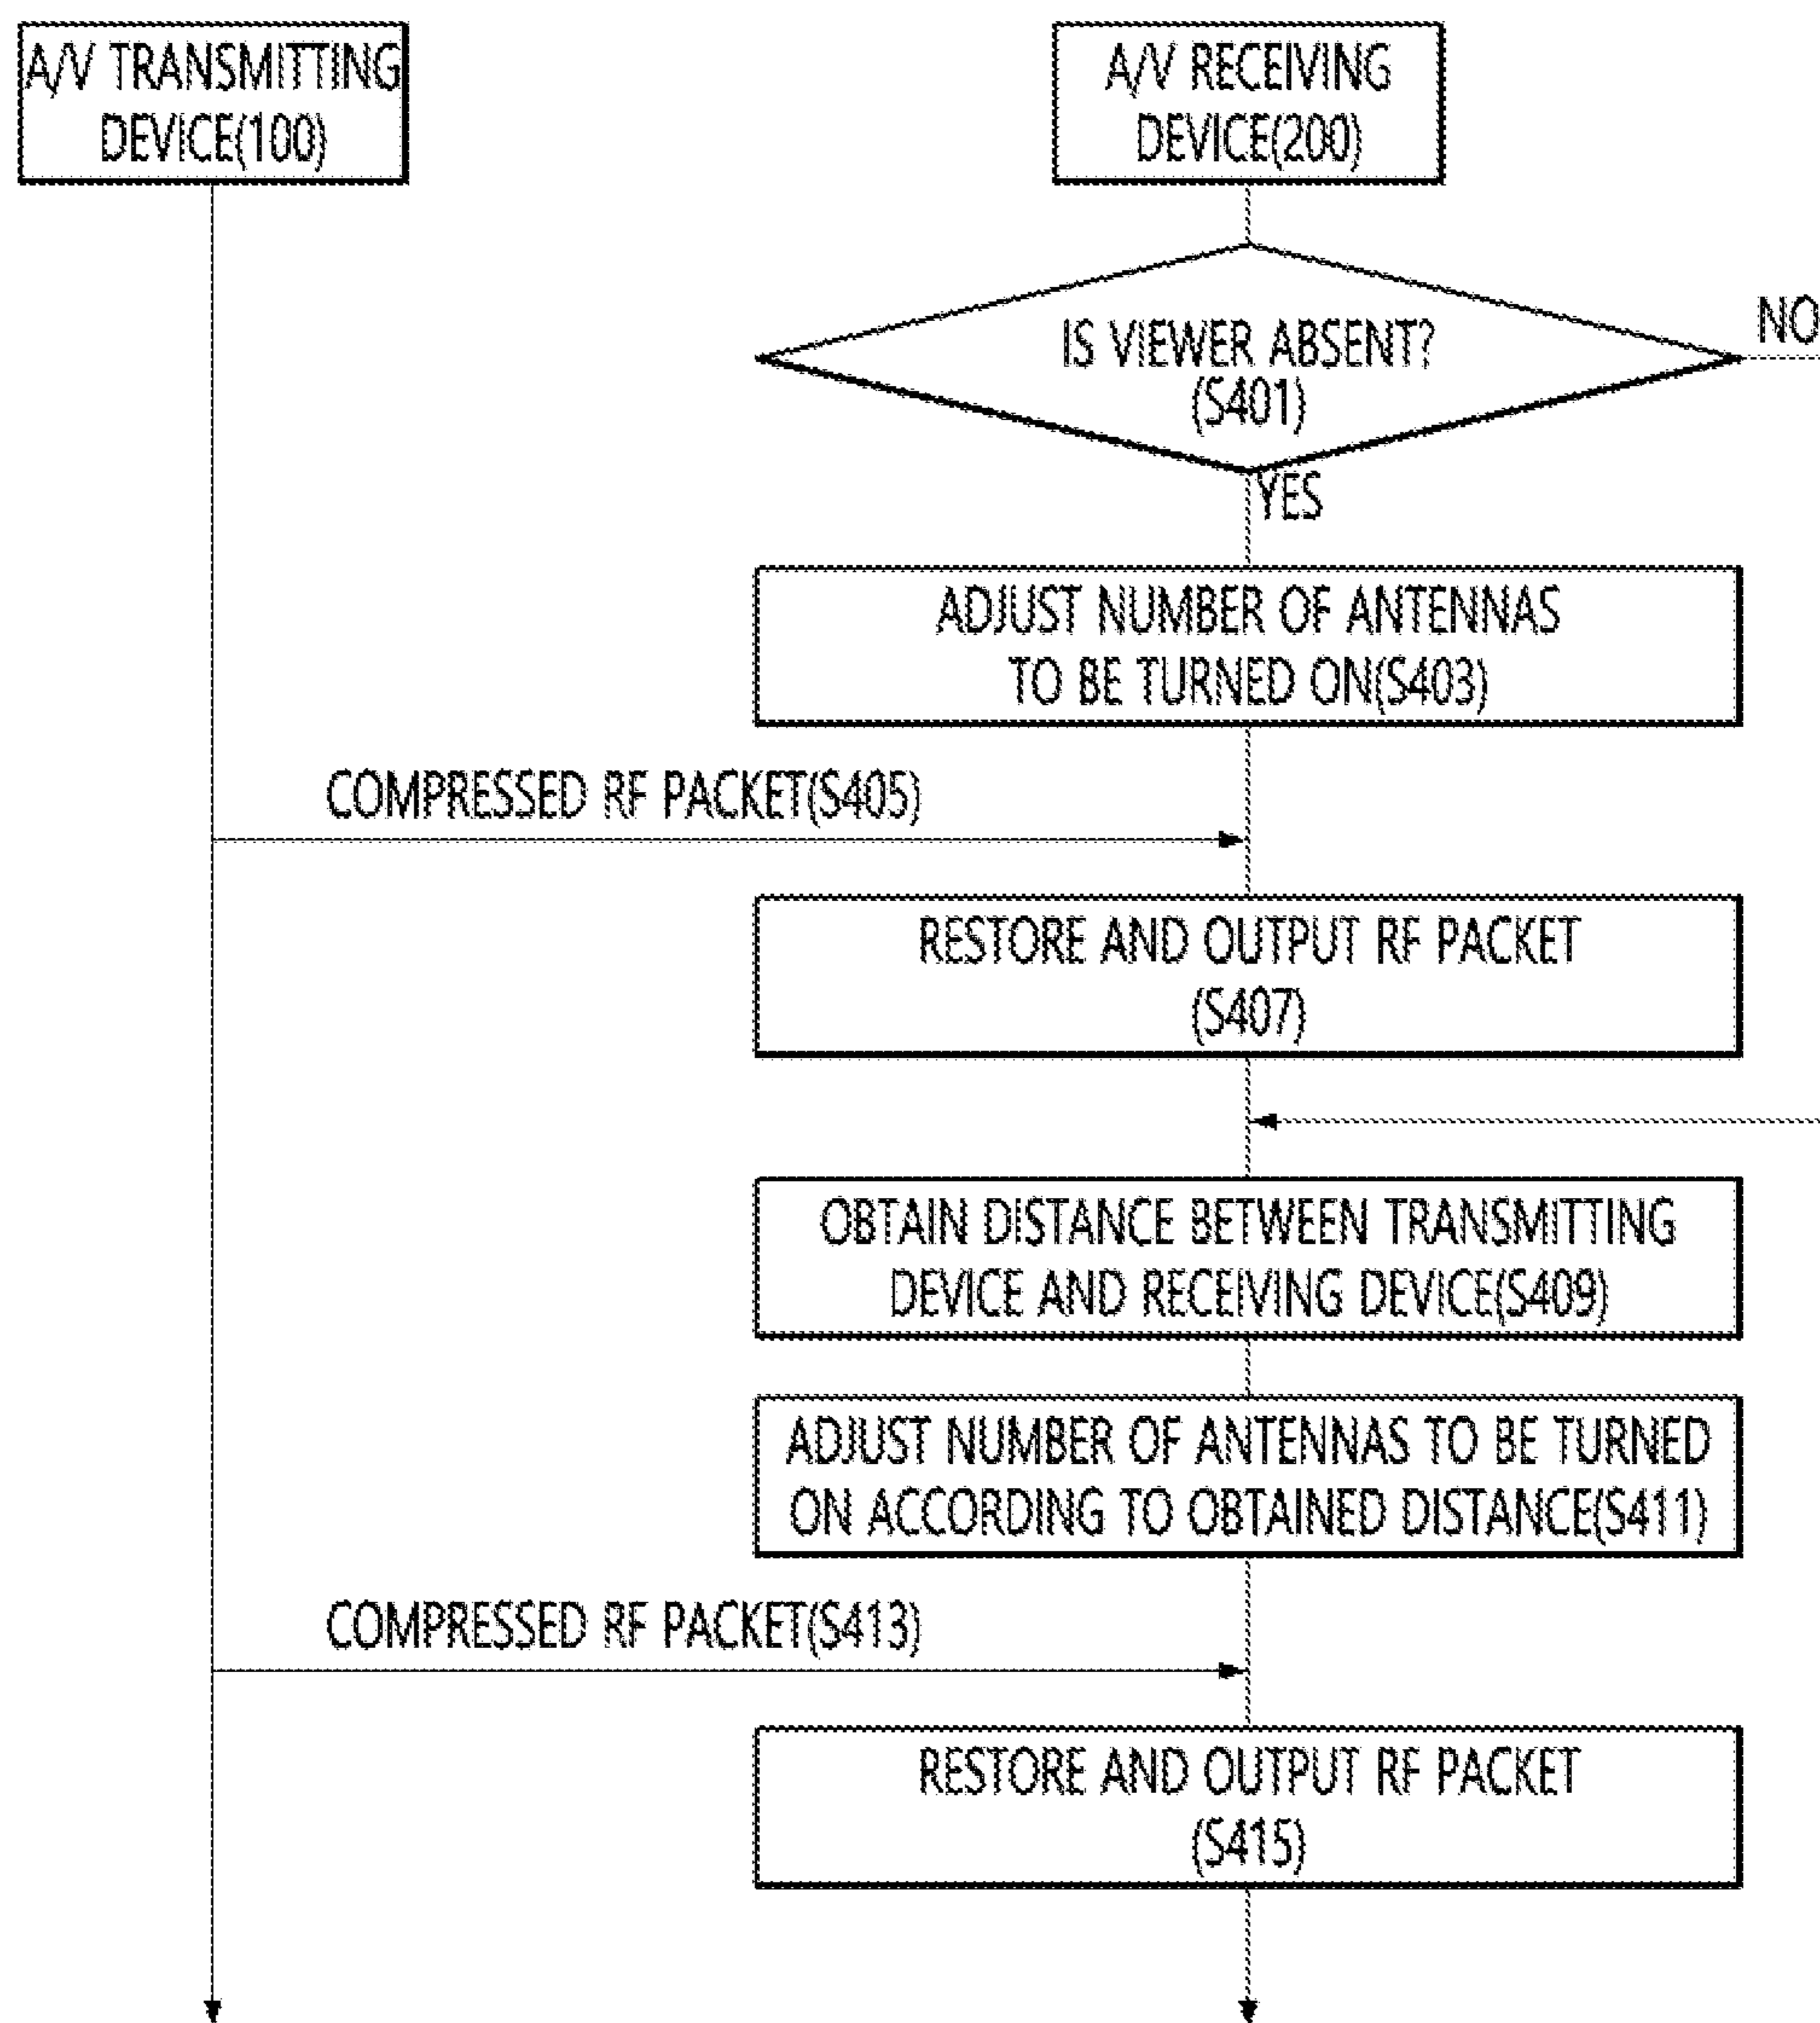 A/V TRANSMITTING
DEVICE(100)
A/V RECEIVING
DEVICE(200)
IS VIEWER ABSENT?
(S401)
NO
YES
ADJUST NUMBER OF ANTENNAS
TO BE TURNED ON(S403)
COMPRESSED RF PACKET(S405)
RESTORE AND OUTPUT RF PACKET
(S407)
OBTAIN DISTANCE BETWEEN TRANSMITTING
DEVICE AND RECEIVING DEVICE(S409)
ADJUST NUMBER OF ANTENNAS TO BE TURNED
ON ACCORDING TO OBTAINED DISTANCE(S411)
COMPRESSED RF PACKET(S413)
RESTORE AND OUTPUT RF PACKET
(S415)